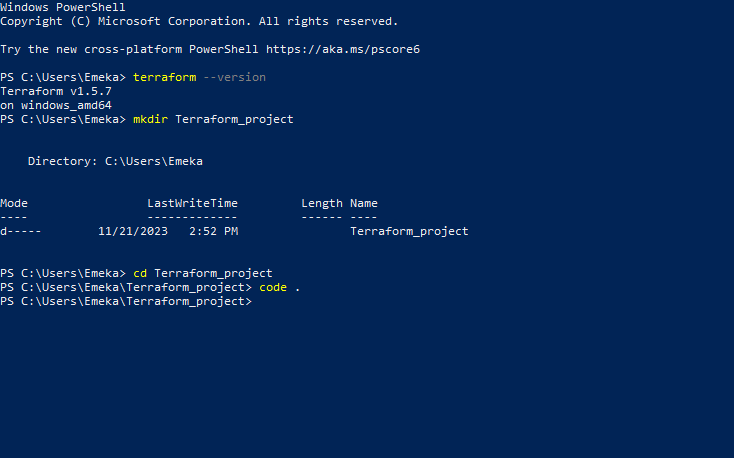 Windows PowerShell
Copyright (C) Microsoft Corporation. All rights reserved.
Try the new cross-platform PowerShell https://aka.ms/pscore6
PS C:\Users\Emeka> terraform --version
Terraform v1.5.7
on windows_amd64
PS C:\Users\Emeka> mkdir Terraform_project
Directory: C:\Users\Emeka
Mode LastWriteTime Length Name
---- ------------- ------ ----
d----- 11/21/2023 2:52 PM Terraform_project
PS C:\Users\Emeka> cd Terraform_project
PS C:\Users\Emeka\Terraform_project> code .
PS C:\Users\Emeka\Terraform_project>